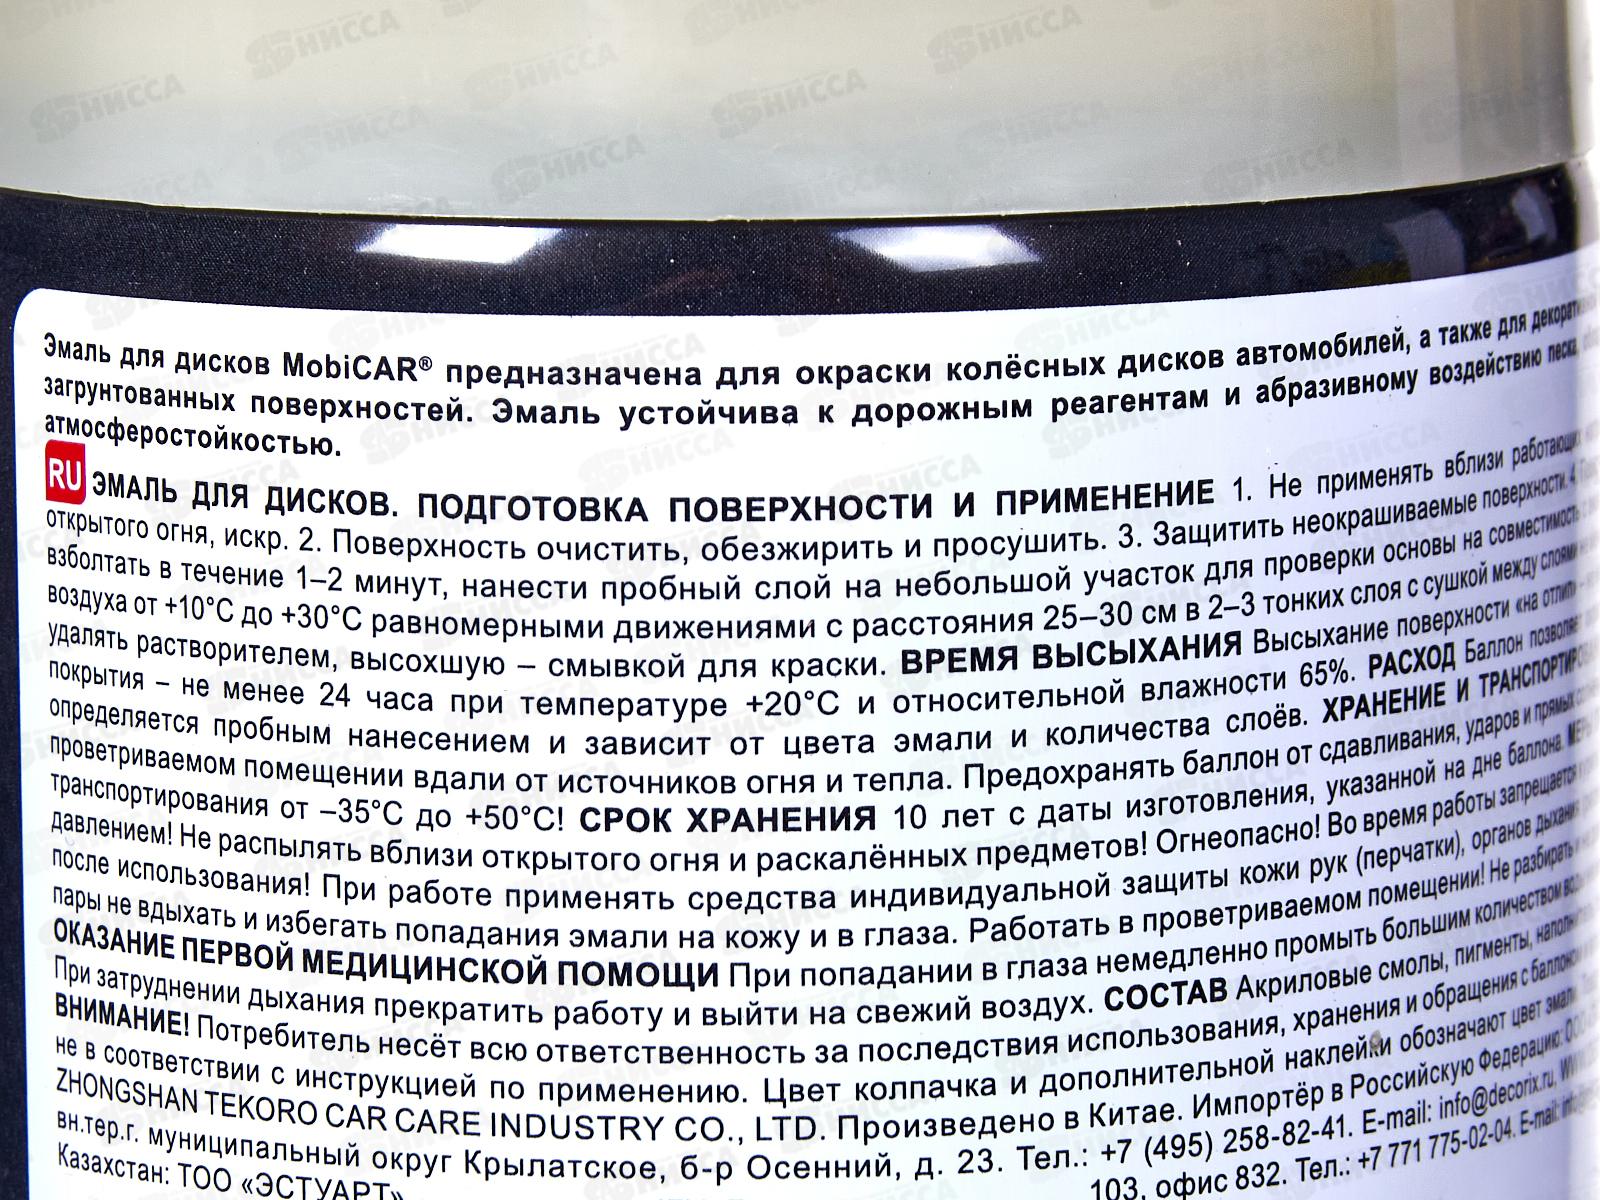 Эмаль для дисков MobiCAR® предназначена для окраски колёсных дисков автомобилей, а также для
загрунтованных поверхностей. Эмаль устойчива к дорожным реагентам и абразивному воздействию песка,
атмосферостойкостью.
RU ЭМАЛЬ ДЛЯ ДИСКОВ. ПОДГОТОВКА ПОВЕРХНОСТИ И ПРИМЕНЕНИЕ 1. Не применять вблизи
открытого огня, искр. 2. Поверхность очистить, обезжирить и просушить. 3. Защитить неокрашиваемые поверхности. 4.
взболтать в течение 1–2 минут, нанести пробный слой на небольшой участок для проверки основы на совместимость
воздуха от +10°C до +30°C равномерными движениями с расстояния 25–30 см в 2–3 тонких слоя с сушкой между слоями
удалять растворителем, высохшую – смывкой для краски. ВРЕМЯ ВЫСЫХАНИЯ Высыхание поверхности «на отлип» –
покрытия – не менее 24 часа при температуре +20°C и относительной влажности 65%. РАСХОД Баллон позволяет
определяется пробным нанесением и зависит от цвета эмали и количества слоёв. ХРАНЕНИЕ И
проветриваемом помещении вдали от источников огня и тепла. Предохранять баллон от сдавливания, ударов и прямых
транспортирования от –35°C до +50°C! СРОК ХРАНЕНИЯ 10 лет с даты изготовления, указанной на дне баллона.
давлением! Не распылять вблизи открытого огня и раскалённых предметов! Огнеопасно! Во время работы запрещается
после использования! При работе применять средства индивидуальной защиты кожи рук (перчатки), органов дыхания
пары не вдыхать и избегать попадания эмали на кожу и в глаза. Работать в проветриваемом помещении! Не разбирать
ОКАЗАНИЕ ПЕРВОЙ МЕДИЦИНСКОЙ ПОМОЩИ При попадании в глаза немедленно промыть большим количеством
При затруднении дыхания прекратить работу и выйти на свежий воздух. СОСТАВ Акриловые смолы, пигменты,
ВНИМАНИЕ! Потребитель несёт всю ответственность за последствия использования, хранения и обращения с баллоном
не в соответствии с инструкцией по применению. Цвет колпачка и дополнительной наклейки обозначают цвет эмали.
ZHONGSHAN TEKORO CAR CARE INDUSTRY CO., LTD. Произведено в Китае. Импортёр в Российскую Федерацию:
вн.тер.г. муниципальный округ Крылатское, б-р Осенний, д. 23. Тел.: +7 (495) 258-82-41. E-mail: info@decorix.ru,
Казахстан: ТОО «ЭСТУАРТ», 103, офис 832. Тел.: +7 771 775-02-04. E-mail: